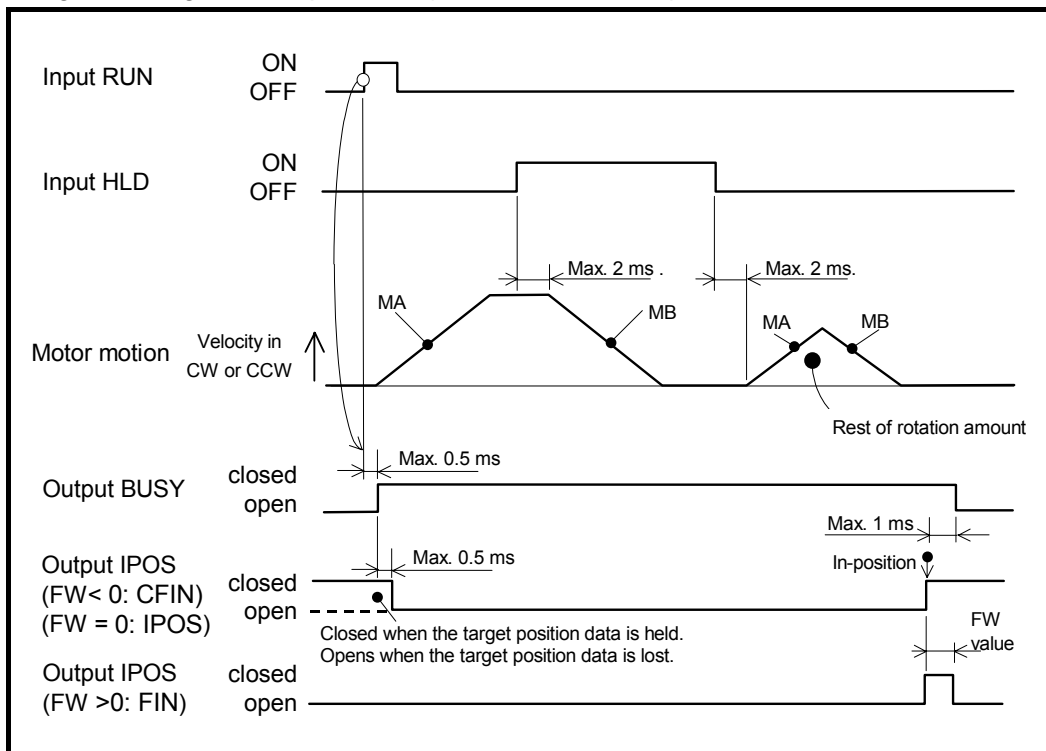 Input RUN
ON
OFF
Input HLD
ON
OFF
Max. 2 ms .
Max. 2 ms.
MA
MB
MA
MB
Motor motion
Velocity in
CW or CCW
Rest of rotation amount
Max. 0.5 ms
Output BUSY
closed
open
Max. 1 ms
Output IPOS
(FW< 0: CFIN)
(FW = 0: IPOS)
closed
open
Max. 0.5 ms
In-position
Closed when the target position data is held.
Opens when the target position data is lost.
FW
value
Output IPOS
(FW >0: FIN)
closed
open